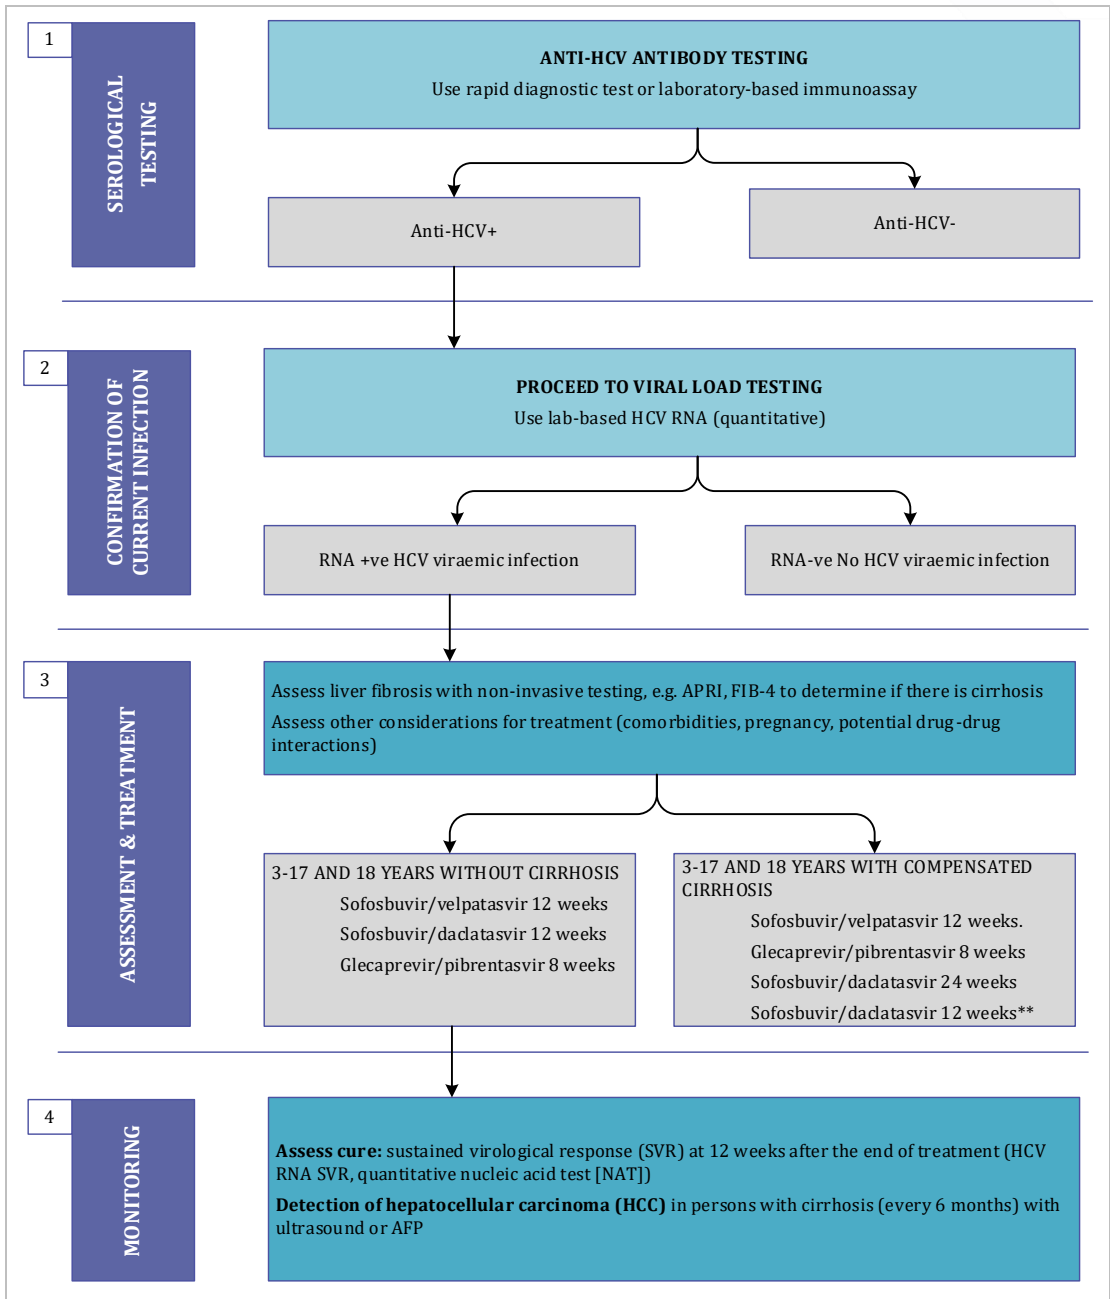 1
SEROLOGICAL
TESTING
ANTI-HCV ANTIBODY TESTING
Use rapid diagnostic test or laboratory-based immunoassay
Anti-HCV+
Anti-HCV-
2
CONFIRMATION OF
CURRENT INFECTION
PROCEED TO VIRAL LOAD TESTING
Use lab-based HCV RNA (quantitative)
RNA +ve HCV viraemic infection
RNA-ve No HCV viraemic infection
3
ASSESSMENT & TREATMENT
Assess liver fibrosis with non-invasive testing, e.g. APRI, FIB-4 to determine if there is cirrhosis
Assess other considerations for treatment (comorbidities, pregnancy, potential drug-drug
interactions)
3-17 AND 18 YEARS WITHOUT CIRRHOSIS
Sofosbuvir/velpatasvir 12 weeks
Sofosbuvir/daclatasvir 12 weeks
Glecaprevir/pibrentasvir 8 weeks
3-17 AND 18 YEARS WITH COMPENSATED
CIRRHOSIS
Sofosbuvir/velpatasvir 12 weeks.
Glecaprevir/pibrentasvir 8 weeks
Sofosbuvir/daclatasvir 24 weeks
Sofosbuvir/daclatasvir 12 weeks**
4
MONITORING
Assess cure: sustained virological response (SVR) at 12 weeks after the end of treatment (HCV
RNA SVR, quantitative nucleic acid test [NAT])
Detection of hepatocellular carcinoma (HCC) in persons with cirrhosis (every 6 months) with
ultrasound or AFP